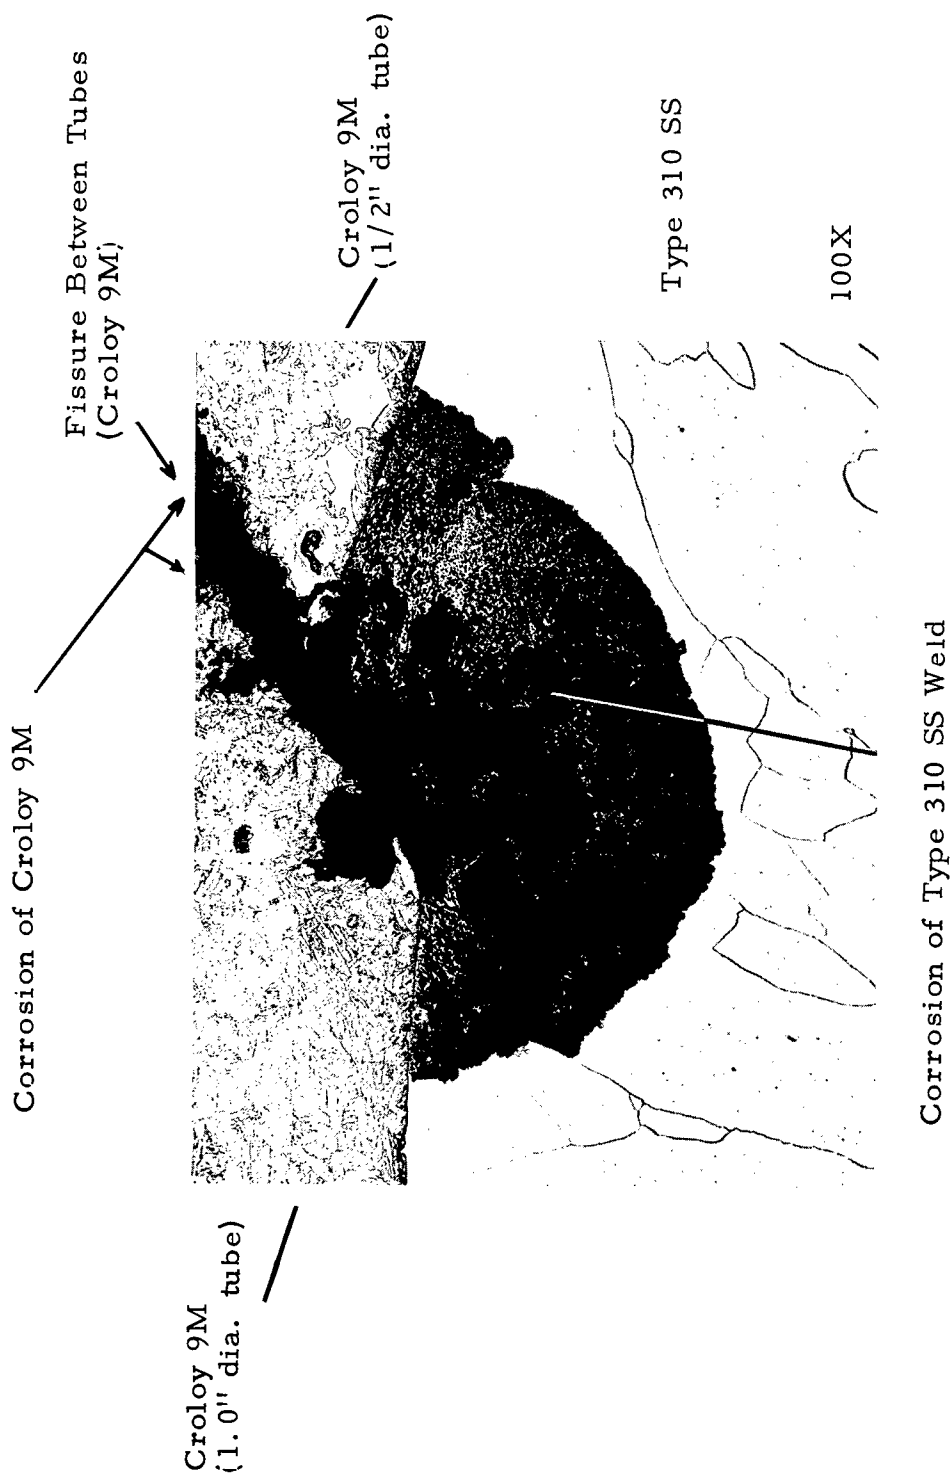 Corrosion of Croloy 9M
Fissure Between Tubes
(Croloy 9M)
Croloy 9M
(1.0" dia. tube)
Croloy 9M
(1/2" dia. tube)
Type 310 SS
100X
Corrosion of Type 310 SS Weld